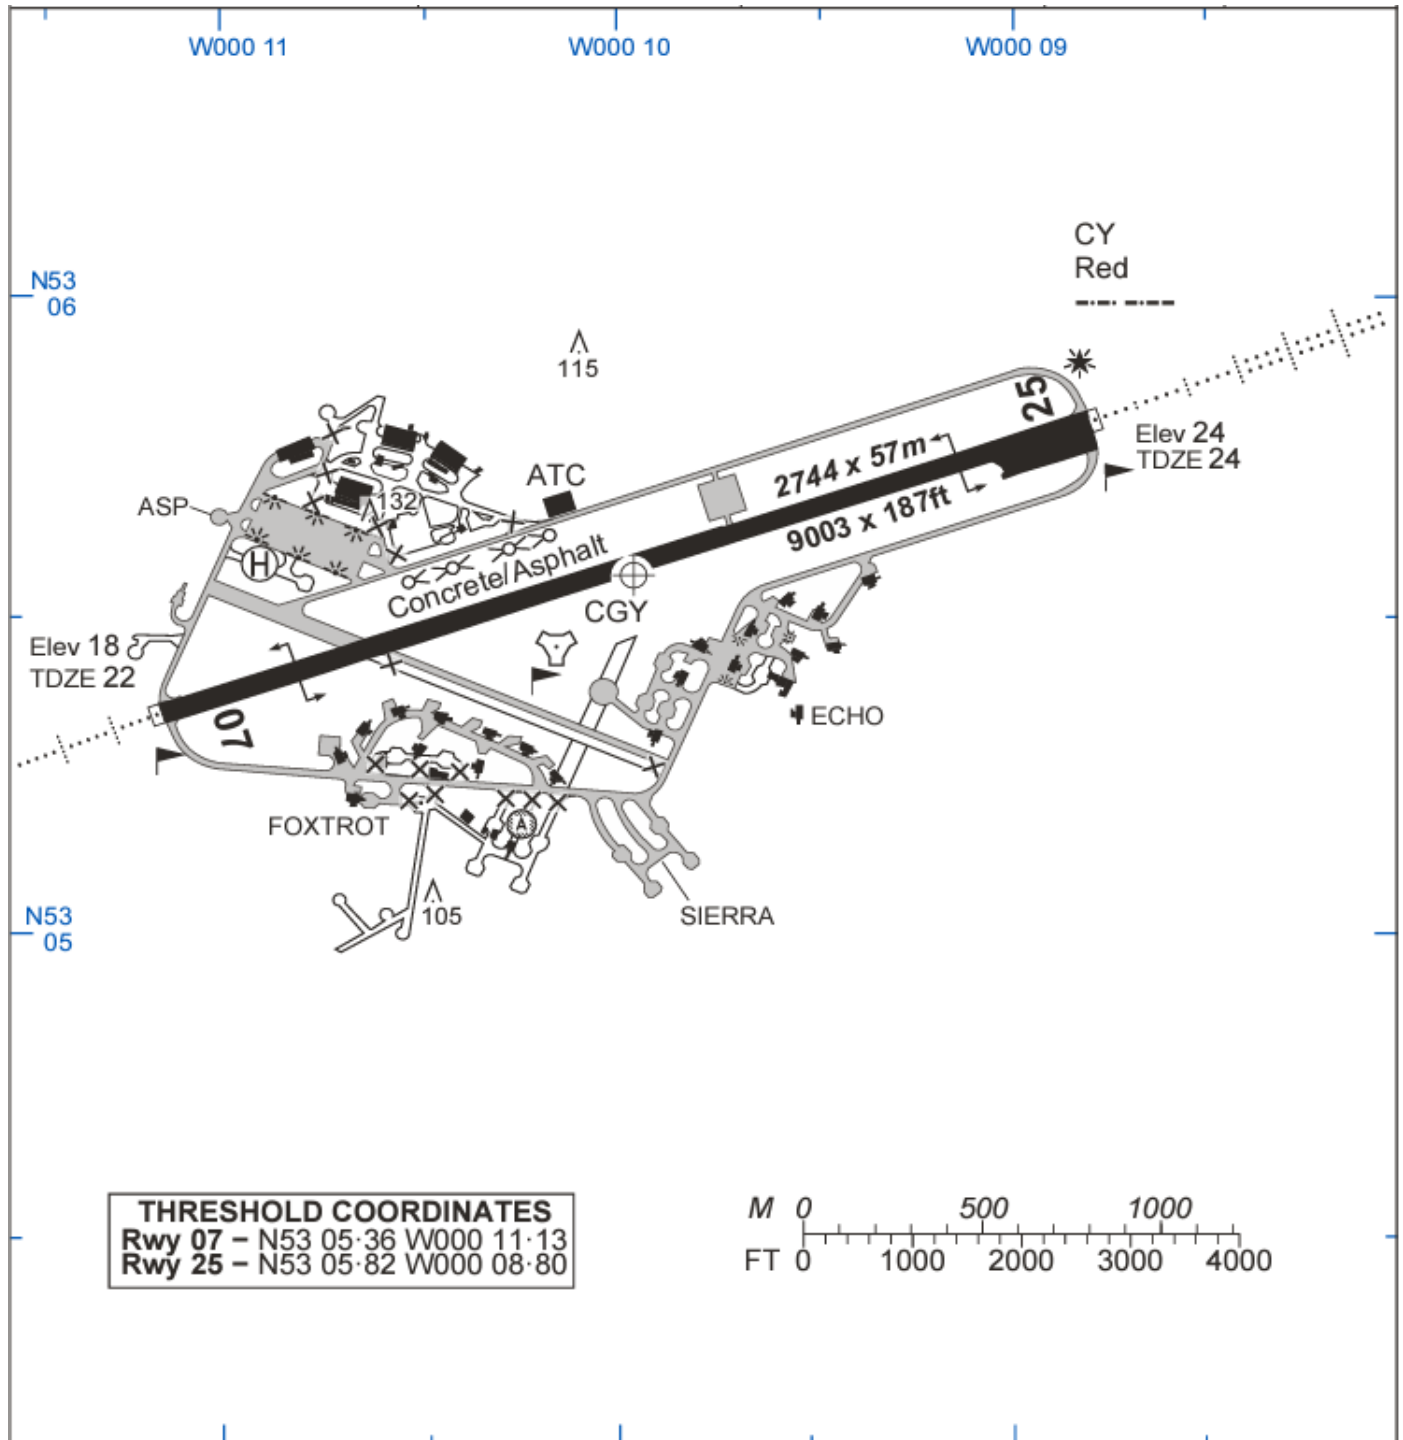 W000 11
W000 10
W000 09
CY
Red
N53
06
115
25
Elev 24
TDZE 24
2744 x 57m
9003 x 187ft
ATC
ASP
132
H
Concrete/Asphalt
CGY
Elev 18
TDZE 22
07
ECHO
FOXTROT
A
105
SIERRA
N53
05
THRESHOLD COORDINATES
Rwy 07 – N53 05·36 W000 11·13
Rwy 25 – N53 05·82 W000 08·80
M 0 500 1000
FT 0 1000 2000 3000 4000